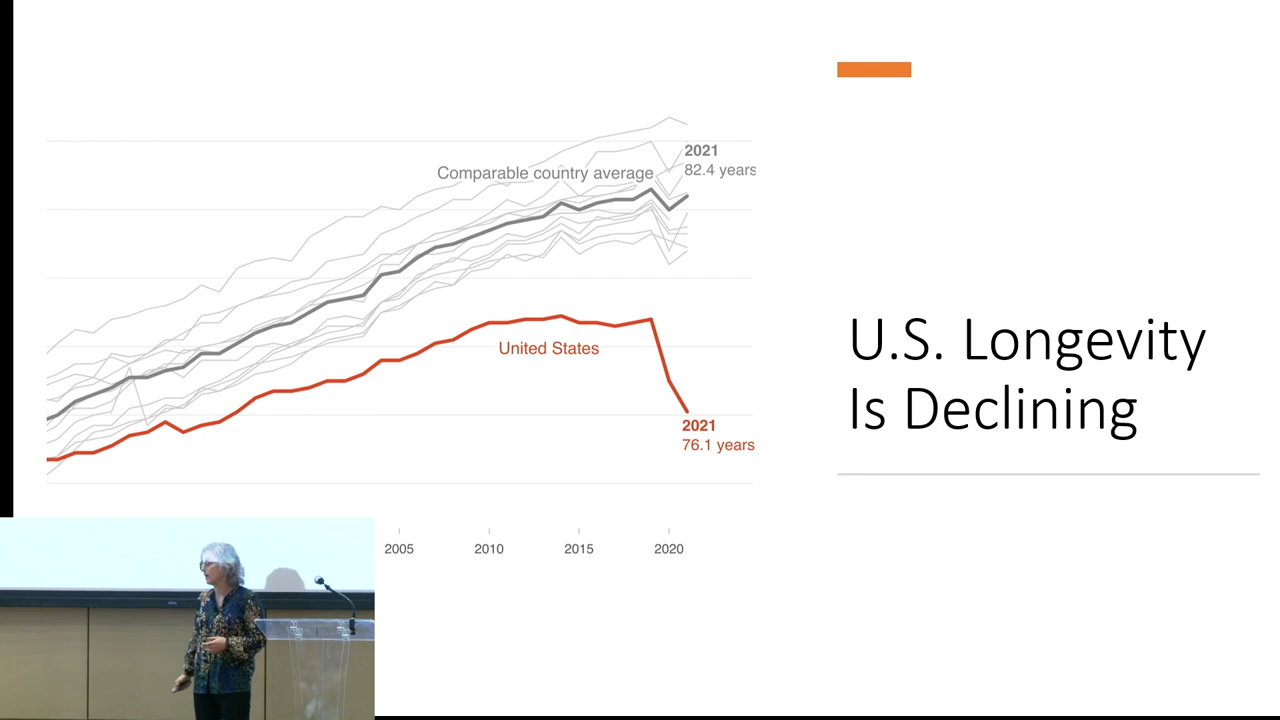 Comparable country average
2021
82.4 years
United States
2021
76.1 years
2005
2010
2015
2020
U.S. Longevity
Is Declining